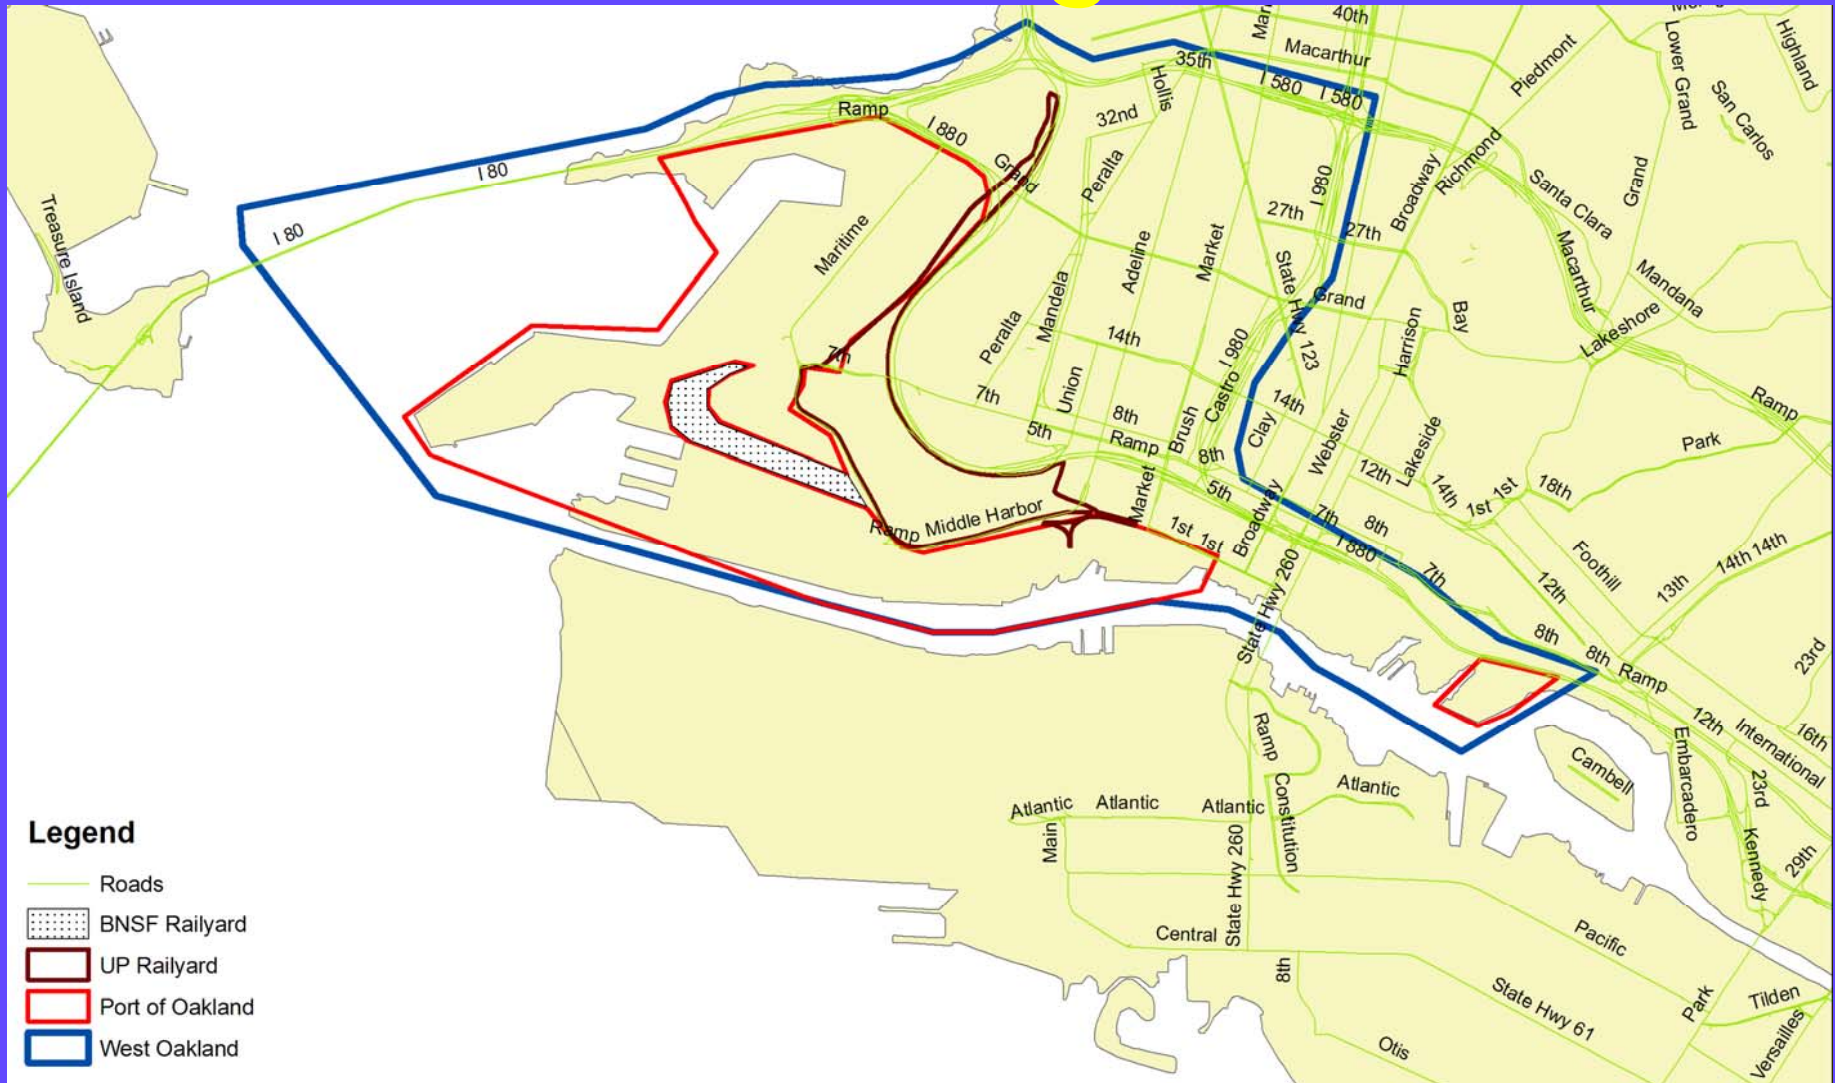 40th
Macarthur
35th
I 580
I 580
Hollis
Piedmont
Lower Grand
Highland
San Carlos
Ramp
I 880
Grand
32nd
Peralta
I 980
Broadway
Richmond
Santa Clara
Grand
I 80
I 80
Treasure Island
Maritime
Adeline
Market
27th
27th
State Hwy 123
Grand
Macarthur
Mandana
Bay
Lakeshore
Harrison
Mandela
Peralta
14th
I 980
7th
7th
Union
8th
5th
Ramp
Brush
Castro
14th
Clay
Webster
Lakeside
Ramp
Park
8th
12th
14th
1st
1st
18th
5th
Market
Broadway
7th
8th
I 880
7th
Ramp
Middle Harbor
1st
1st
State Hwy 260
12th
Foothill
13th
14th
14th
8th
8th
Ramp
23rd
12th
International
16th
Embarcadero
23rd
Kennedy
29th
Cambell
Ramp
Constitution
Atlantic
Atlantic
Atlantic
Atlantic
Main
State Hwy 260
Central
8th
Pacific
State Hwy 61
Otis
Park
Tilden
Versailles
Legend
Roads
BNSF Railyard
UP Railyard
Port of Oakland
West Oakland